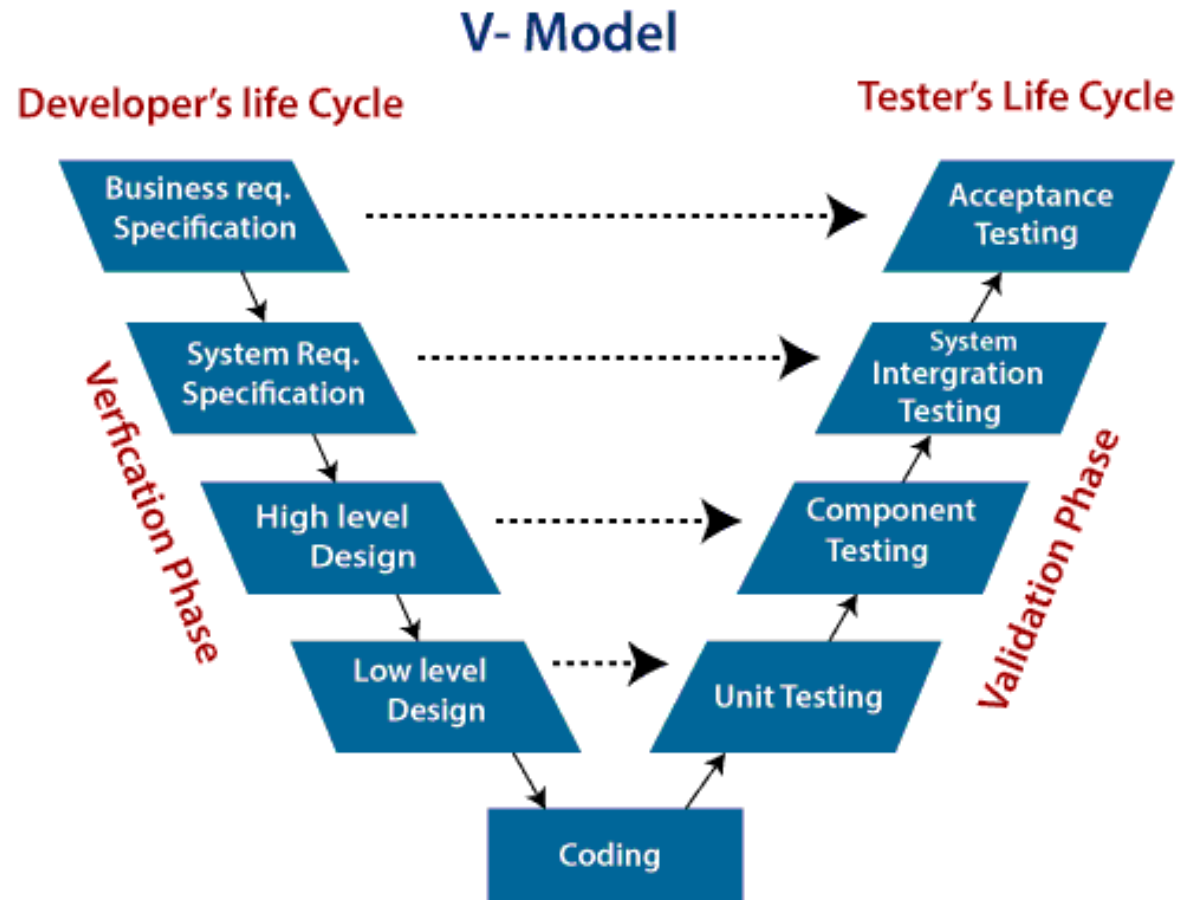 V- Model
Developer's life Cycle
Tester's Life Cycle
Business req.
Specification
Acceptance
Testing
System Req.
Specification
System
Intergration
Testing
Verfication Phase
High level
Design
Component
Testing
Validation Phase
Low level
Design
Unit Testing
Coding